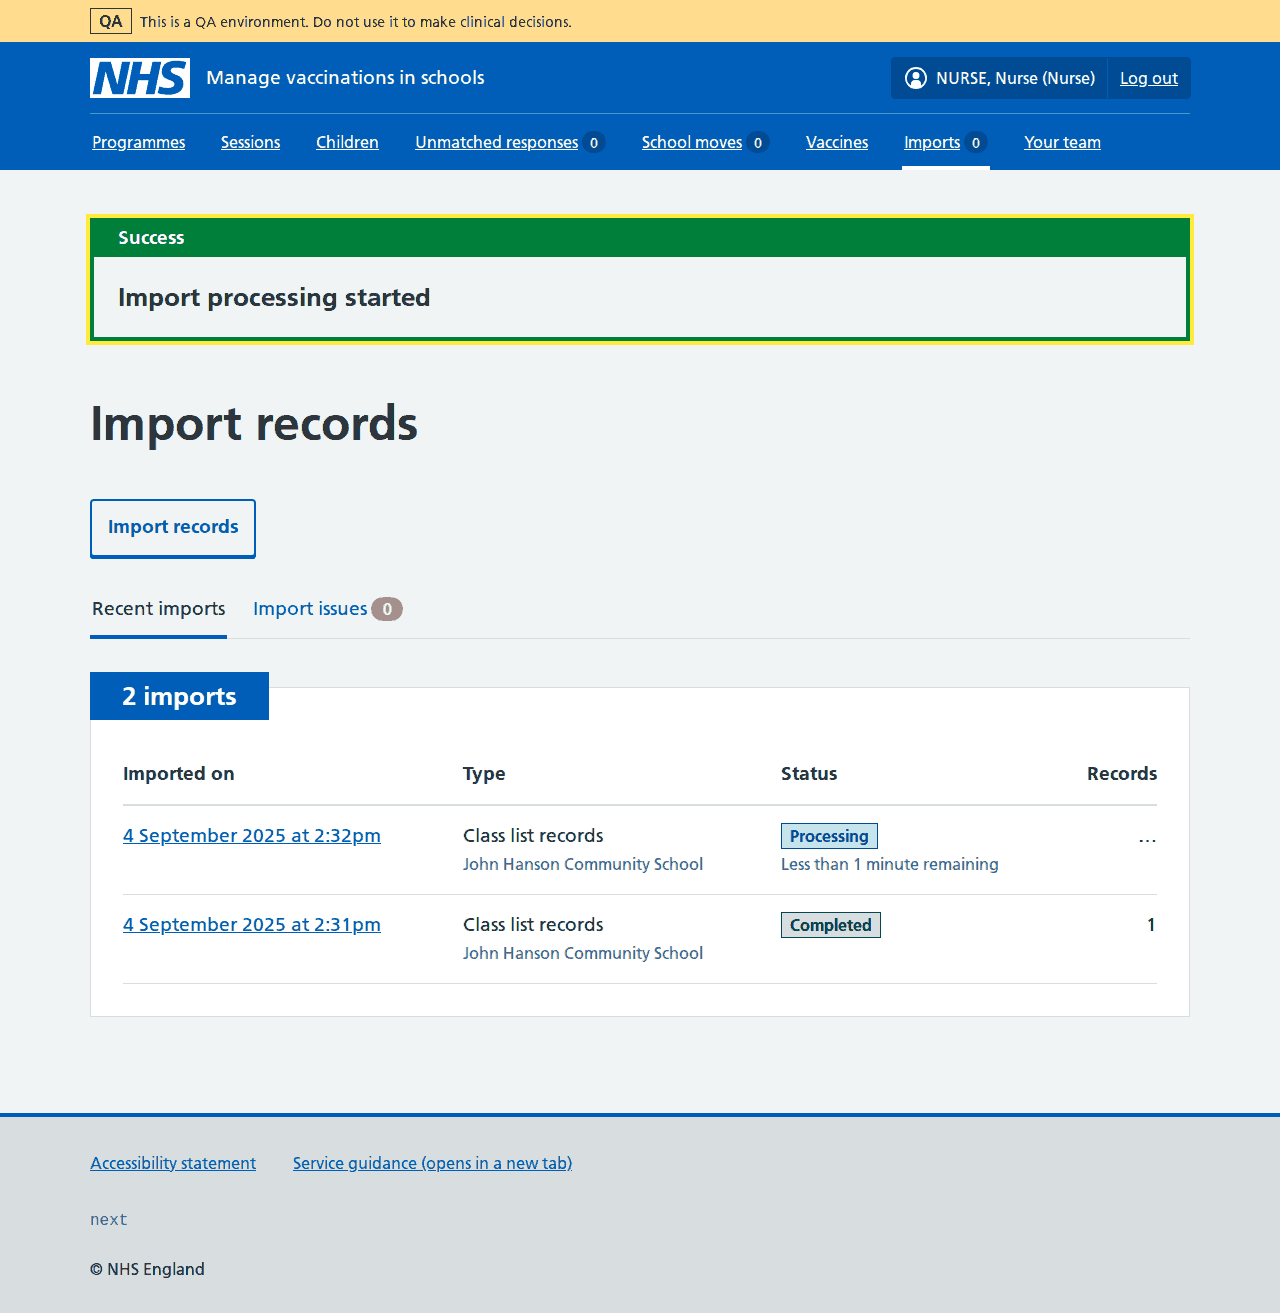 QA This is a QA environment. Do not use it to make clinical decisions.
NHS Manage vaccinations in schools NURSE, Nurse (Nurse) Log out
Programmes Sessions Children Unmatched responses 0 School moves 0 Vaccines Imports 0 Your team
Success
Import processing started
Import records
Import records
Recent imports Import issues 0
2 imports
Imported on Type Status Records
4 September 2025 at 2:32pm Class list records Processing ...
John Hanson Community School Less than 1 minute remaining
4 September 2025 at 2:31pm Class list records Completed 1
John Hanson Community School
Accessibility statement Service guidance (opens in a new tab)
next
© NHS England